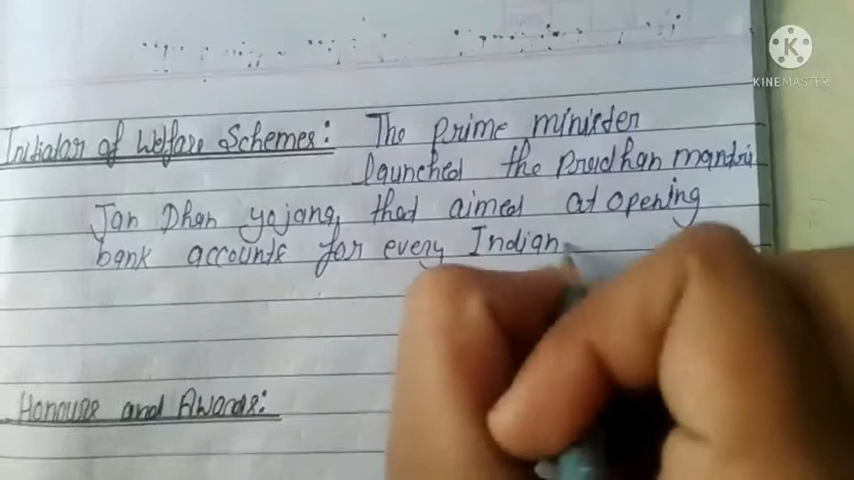 KINEMASTER
Initiator of Welfare Schemes: The prime minister
launched the Pradhan mantri
Jan Dhan yojana, that aimed at opening
bank accounts for every Indian
Honours and Awards: